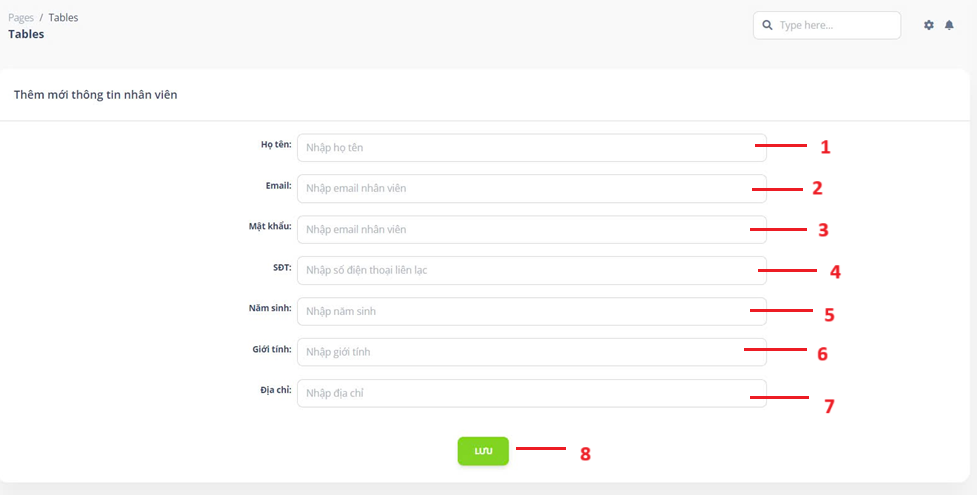 Pages / Tables
Tables
Type here...
Thêm mới thông tin nhân viên
Họ tên: Nhập họ tên 1
Email: Nhập email nhân viên 2
Mật khẩu: Nhập email nhân viên 3
SĐT: Nhập số điện thoại liên lạc 4
Năm sinh: Nhập năm sinh 5
Giới tính: Nhập giới tính 6
Địa chỉ: Nhập địa chỉ 7
LƯU 8